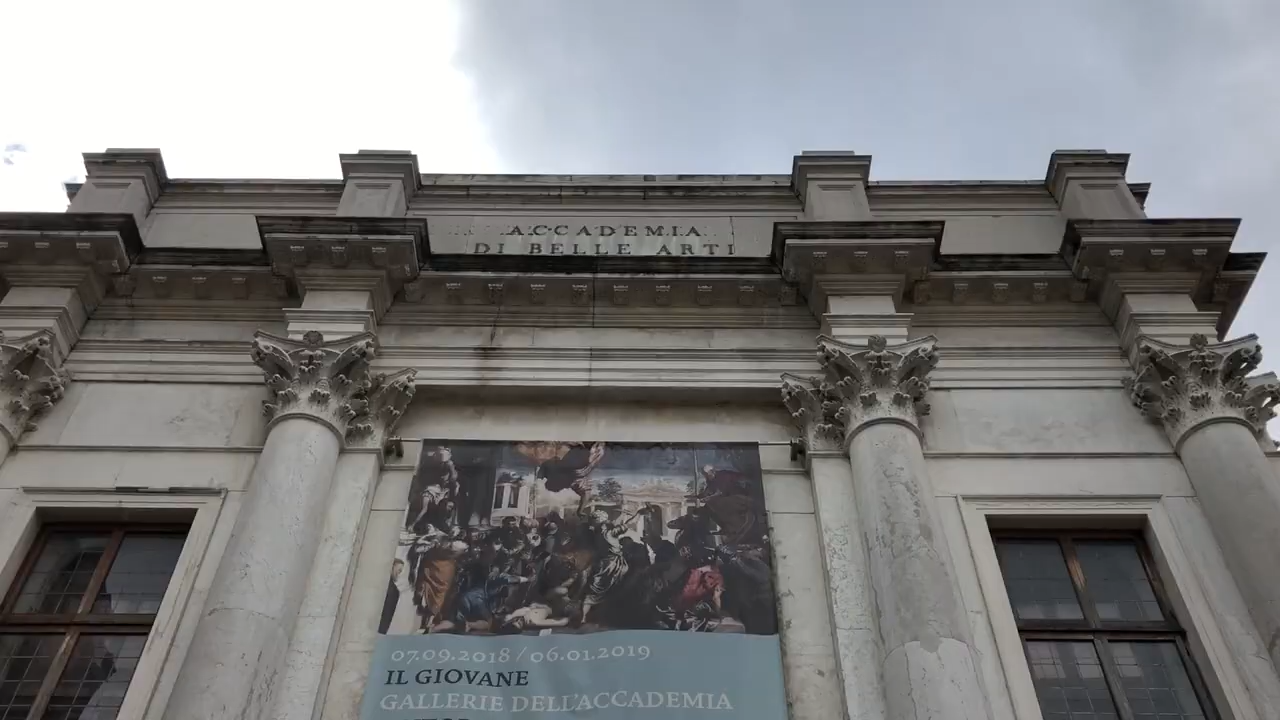 ACCADEMIA
DI BELLE ARTI
07.09.2018 / 06.01.2019
IL GIOVANE
GALLERIE DELL'ACCADEMIA